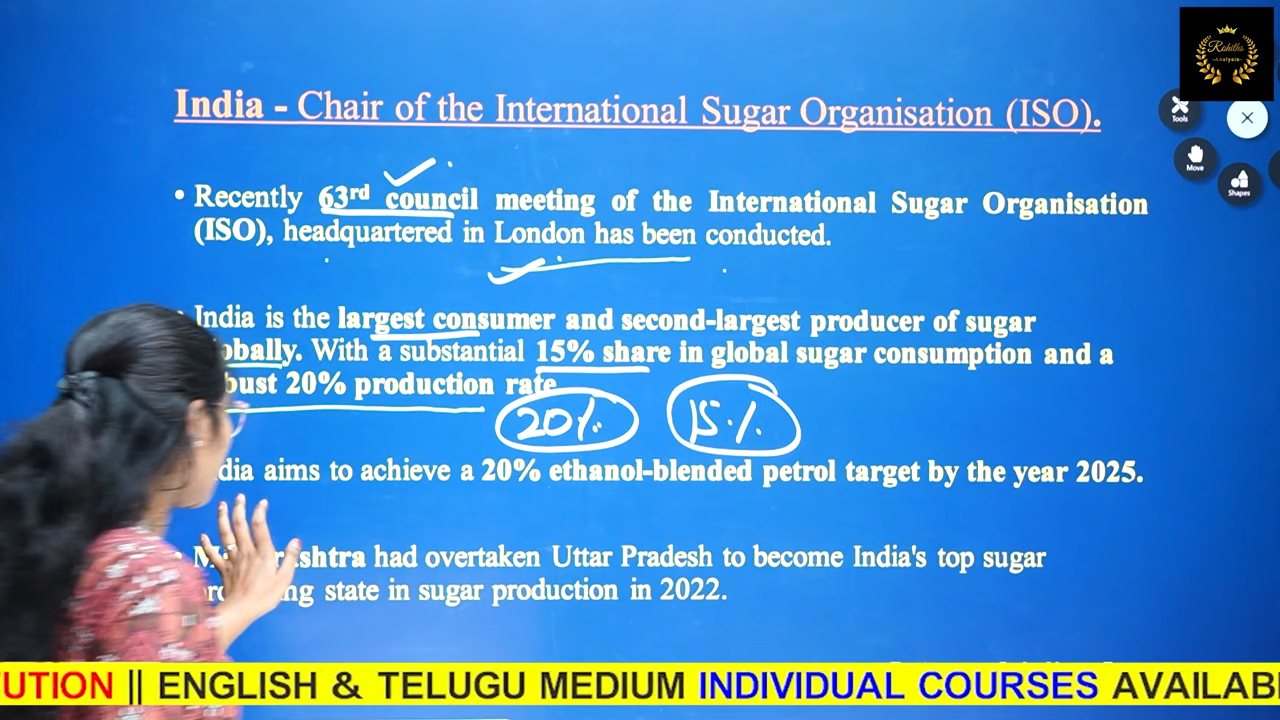 Rohiths
Analysis
India - Chair of the International Sugar Organisation (ISO).
Tools
Move
Shapes
• Recently 63rd council meeting of the International Sugar Organisation
(ISO), headquartered in London has been conducted.
India is the largest consumer and second-largest producer of sugar
obally. With a substantial 15% share in global sugar consumption and a
bust 20% production rate
20% 15%
dia aims to achieve a 20% ethanol-blended petrol target by the year 2025.
shtra had overtaken Uttar Pradesh to become India's top sugar
ng state in sugar production in 2022.
UTION || ENGLISH & TELUGU MEDIUM INDIVIDUAL COURSES AVAILAB